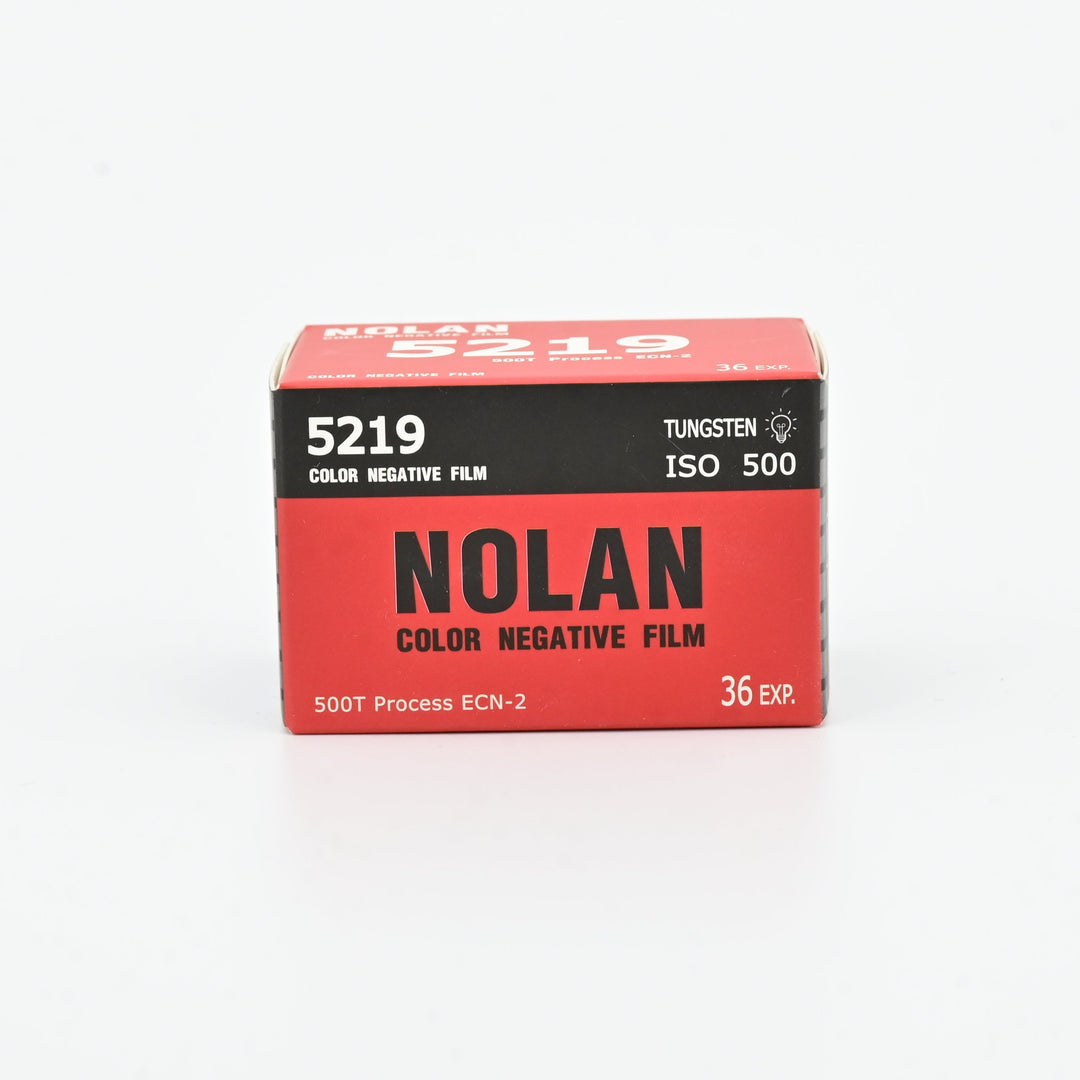 NOLAN
COLOR NEGATIVE FILM
5219
500T Process ECN-2
36 EXP.
COLOR NEGATIVE FILM
5219
COLOR NEGATIVE FILM
TUNGSTEN
ISO 500
NOLAN
COLOR NEGATIVE FILM
500T Process ECN-2
36 EXP.